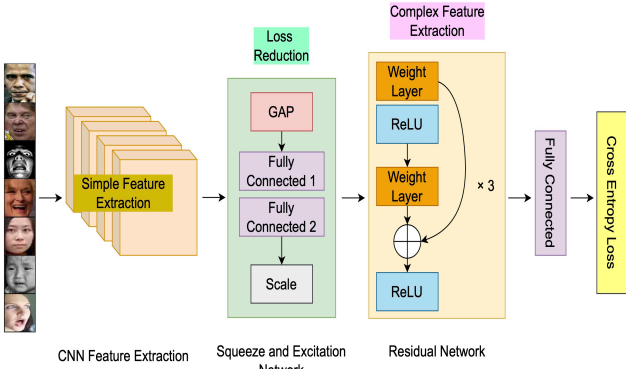 Complex Feature
Extraction
Loss
Reduction
Simple Feature
Extraction
GAP
Fully
Connected 1
Fully
Connected 2
Scale
Weight
Layer
ReLU
Weight
Layer
ReLU
× 3
Fully Connected
Cross Entropy Loss
CNN Feature Extraction
Squeeze and Excitation
Network
Residual Network